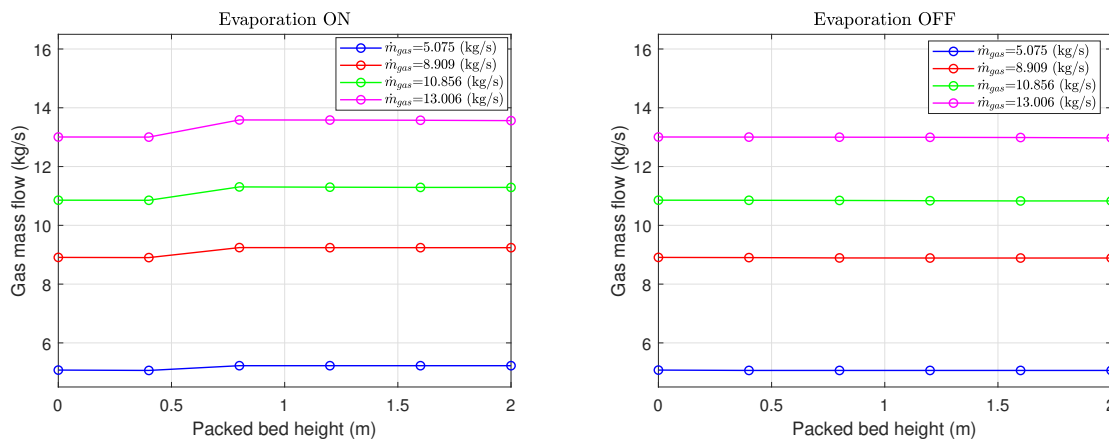 Evaporation ON
16
14
12
10
8
6
0
0.5
1
1.5
2
Gas mass flow (kg/s)
Packed bed height (m)
ṁgas=5.075 (kg/s)
ṁgas=8.909 (kg/s)
ṁgas=10.856 (kg/s)
ṁgas=13.006 (kg/s)
Evaporation OFF
16
14
12
10
8
6
0
0.5
1
1.5
2
Gas mass flow (kg/s)
Packed bed height (m)
ṁgas=5.075 (kg/s)
ṁgas=8.909 (kg/s)
ṁgas=10.856 (kg/s)
ṁgas=13.006 (kg/s)